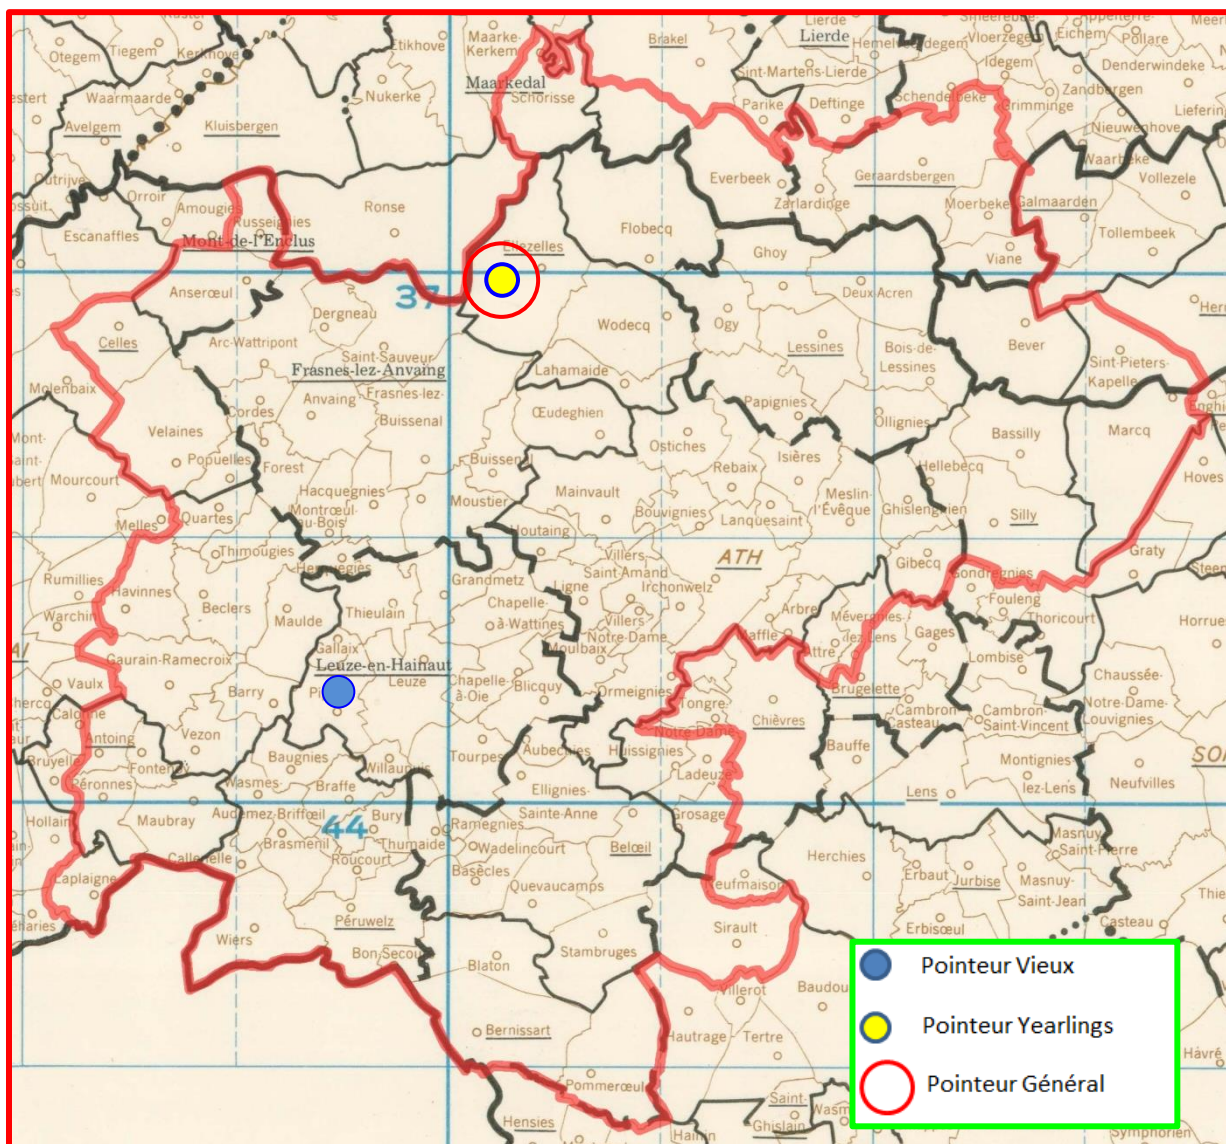 Kuster
Tiegem
Otegem
Kerkhove
Etikhove
Maarke-
Kerkem
Brakel
Lierde
Lierde
Hemelveerdegem
Smeerebbe-
Vloerzegem
Eichem
Appelterre-
Pollare
Idegem
Denderwindeke
Waarmaarde
Nukerke
Maarkedal
Schorisse
Sint-Martens-Lierde
Parike
Deftinge
Schendelbeke
Grimminge
Zandbergen
Avelgem
Kluisbergen
Nieuwenhove
Waarbeke
Outrijve
Orroir
Amougies
Russeignies
Ronse
Everbeek
Zarlardinge
Geraardsbergen
Moerbeke
Galmaarden
Vollezele
Escanaffles
Mont-de-l'Enclus
Flobecq
Ellezelles
Ghoy
Viane
Tollembeek
Anserœul
37
Dergneau
Wodecq
Ogy
Deux-Acren
Celles
Arc-Wattripont
Saint-Sauveur
Lessines
Bois-de-
Lessines
Bever
Sint-Pieters-
Kapelle
Frasnes-lez-Anvaing
Lahamaide
Molenbaix
Anvaing
Frasnes-lez-
Buissenal
Cordes
Œudeghien
Papignies
Ollignies
Enghien
Velaines
Ostiches
Bassilly
Marcq
Popuelles
Forest
Buissenal
Rebaix
Isières
Hellebecq
Hoves
Mourcourt
Hacquegnies
Moustier
Mainvault
Meslin-
l'Évêque
Ghislenghien
Silly
Melles
Quartes
Montrœul
au-Bois
Houtaing
Bouvignies
Lanquesaint
Thimougies
Herquegies
Villers
Saint-Amand
ATH
Gibecq
Gondregnies
Graty
Rumillies
Havinnes
Beclers
Maulde
Thieulain
Grandmetz
Ligne
Irchonwelz
Fouleng
Warchin
Chapelle-
à-Wattines
Villers-
Notre-Dame
Arbre
Mévergnies-
lez-Lens
Thoricourt
Gaurain-Ramecroix
Gallaix
Moulbaix
Maffle
Attre
Gages
Lombise
Leuze-en-Hainaut
Leuze
Vaulx
Barry
Chapelle-
à-Oie
Blicquy
Ormeignies
Tongre-
Notre-Dame
Chièvres
Brugelette
Cambron-
Casteau
Cambron-
Saint-Vincent
Chaussée-
Notre-Dame-
Louvignies
Calonne
Antoing
Vezon
Baugnies
Willaupuis
Tourpes
Aubechies
Huissignies
Bauffe
Montignies
lez-Lens
Neufvilles
Bruyelle
Péronnes
Fontenoy
Wasmes-
Braffe
Ellignies-
Sainte-Anne
Ladeuze
Lens
Hollain
Maubray
Audemez-Briffœil
44
Bury
Ramegnies
Grosage
Masnuy-
Saint-Pierre
Brasménil
Thumaide
Wadelincourt
Belœil
Callenelle
Roucourt
Basècles
Herchies
Erbaut
Jurbise
Masnuy-
Saint-Jean
Laplaigne
Quevaucamps
Neufmaison
Péruwelz
Erbisœul
Casteau
Wiers
Bon-Secours
Stambruges
Sirault
Blaton
Villerot
Baudour
Hautrage
Tertre
Bernissart
Pommerœul
Hensies
Hainin
Saint-
Ghislain
Havré
Symphorien
Pointeur Vieux
Pointeur Yearlings
Pointeur Général